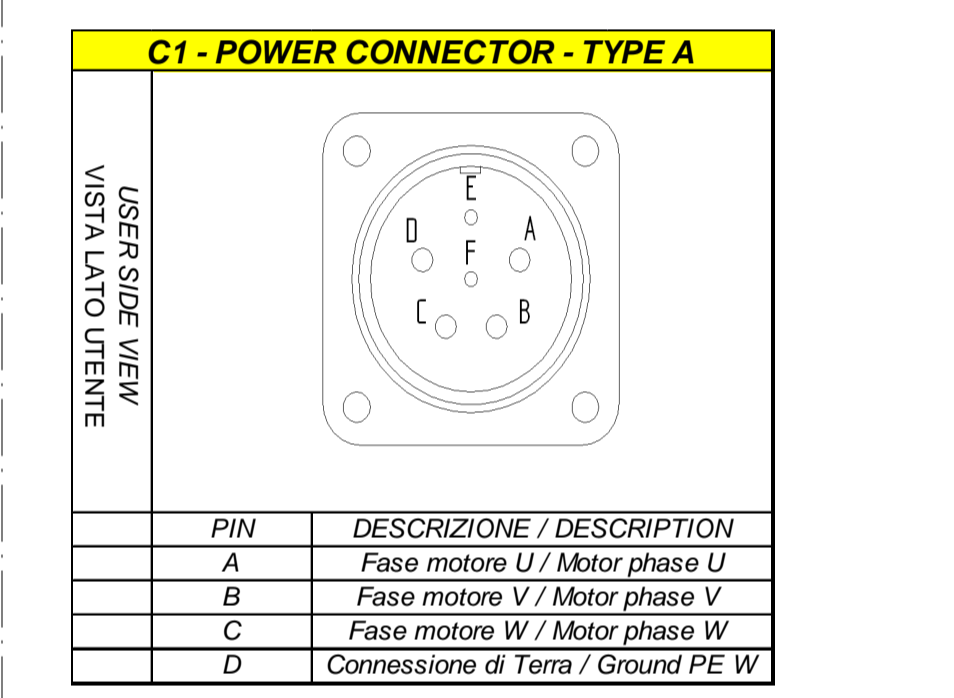 C1 - POWER CONNECTOR - TYPE A
USER SIDE VIEW
VISTA LATO UTENTE
E
D
A
F
C
B
PIN DESCRIZIONE / DESCRIPTION
A Fase motore U / Motor phase U
B Fase motore V / Motor phase V
C Fase motore W / Motor phase W
D Connessione di Terra / Ground PE W